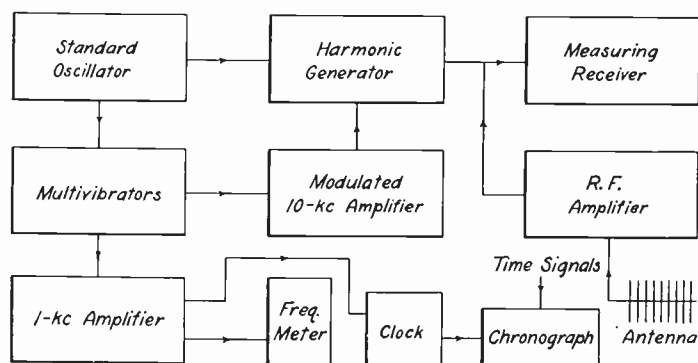 Standard
Oscillator
Harmonic
Generator
Measuring
Receiver
Multivibrators
Modulated
10-kc Amplifier
R.F.
Amplifier
1-kc Amplifier
Freq.
Meter
Clock
Time Signals
Chronograph
Antenna